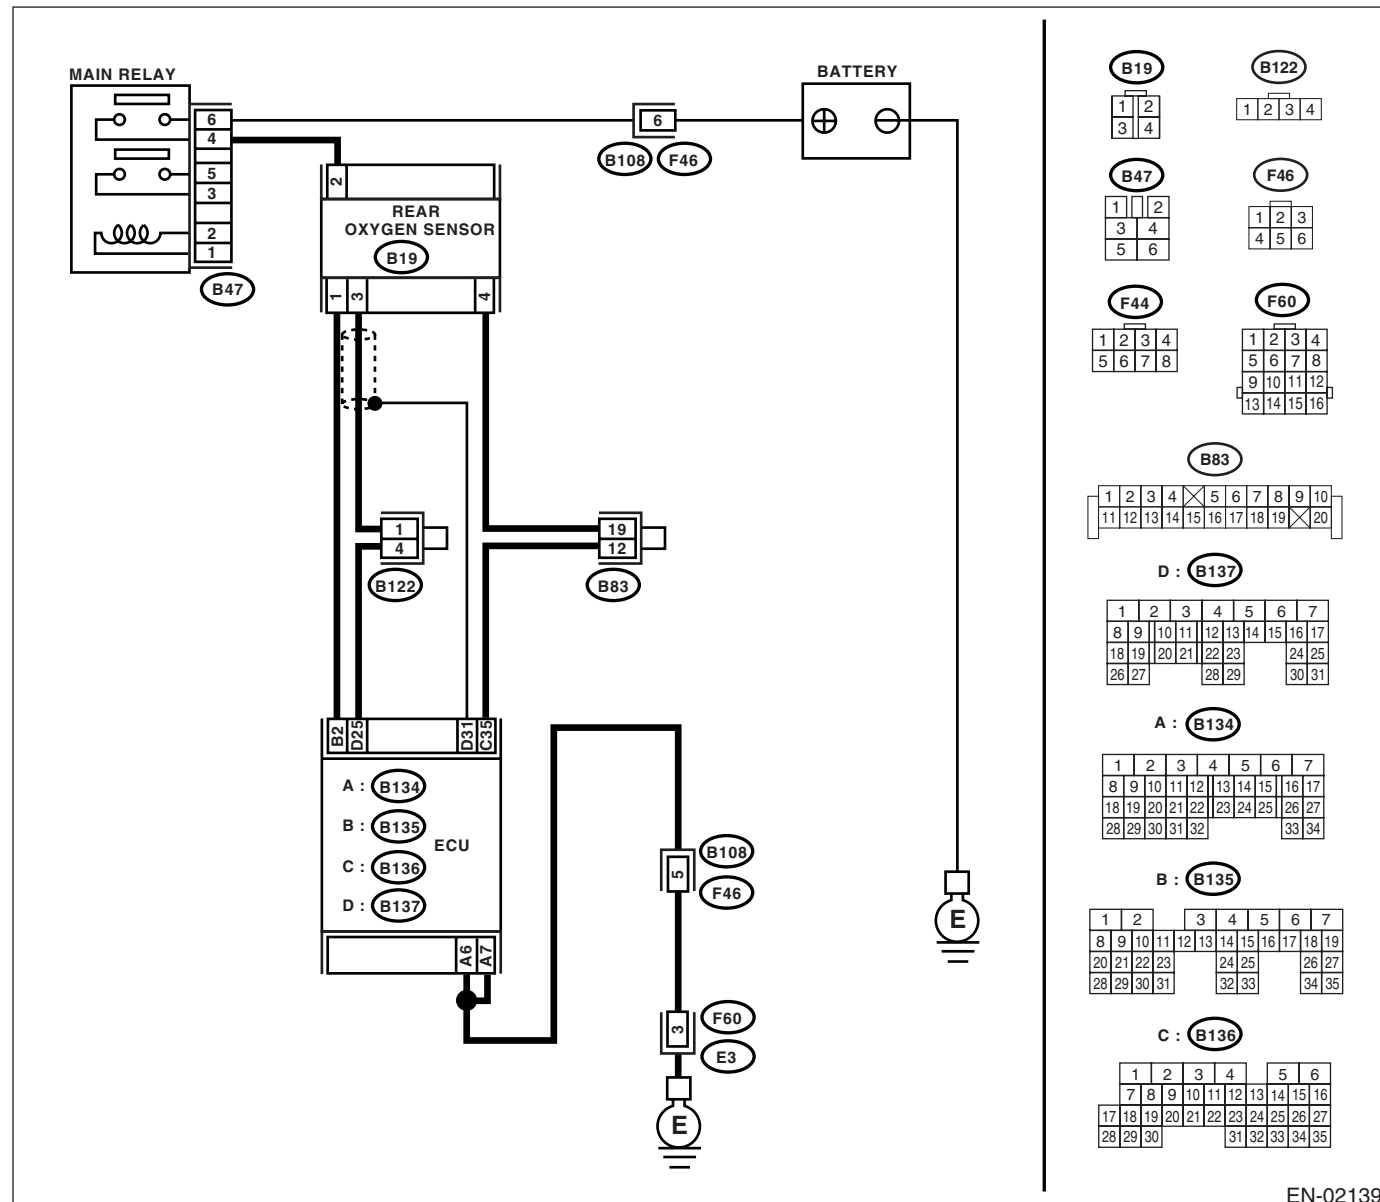 MAIN RELAY
6
4
5
3
2
1
B47
BATTERY
6
B108 F46
2
REAR
OXYGEN SENSOR
B19
1 3 4
1
4
B122
19
12
B83
B2 D25 D31 C35
A : B134
B : B135
ECU
C : B136
D : B137
A6 A7
B108
5
F46
F60
3
E3
E
E
B19
1 2
3 4
B122
1 2 3 4
B47
1 2
3 4
5 6
F46
1 2 3
4 5 6
F44
1 2 3 4
5 6 7 8
F60
1 2 3 4
5 6 7 8
9 10 11 12
13 14 15 16
B83
1 2 3 4 5 6 7 8 9 10
11 12 13 14 15 16 17 18 19 20
D : B137
1 2 3 4 5 6 7
8 9 10 11 12 13 14 15 16 17
18 19 20 21 22 23 24 25
26 27 28 29 30 31
A : B134
1 2 3 4 5 6 7
8 9 10 11 12 13 14 15 16 17
18 19 20 21 22 23 24 25 26 27
28 29 30 31 32 33 34
B : B135
1 2 3 4 5 6 7
8 9 10 11 12 13 14 15 16 17 18 19
20 21 22 23 24 25 26 27
28 29 30 31 32 33 34 35
C : B136
1 2 3 4 5 6
7 8 9 10 11 12 13 14 15 16
17 18 19 20 21 22 23 24 25 26 27
28 29 30 31 32 33 34 35
EN-02139